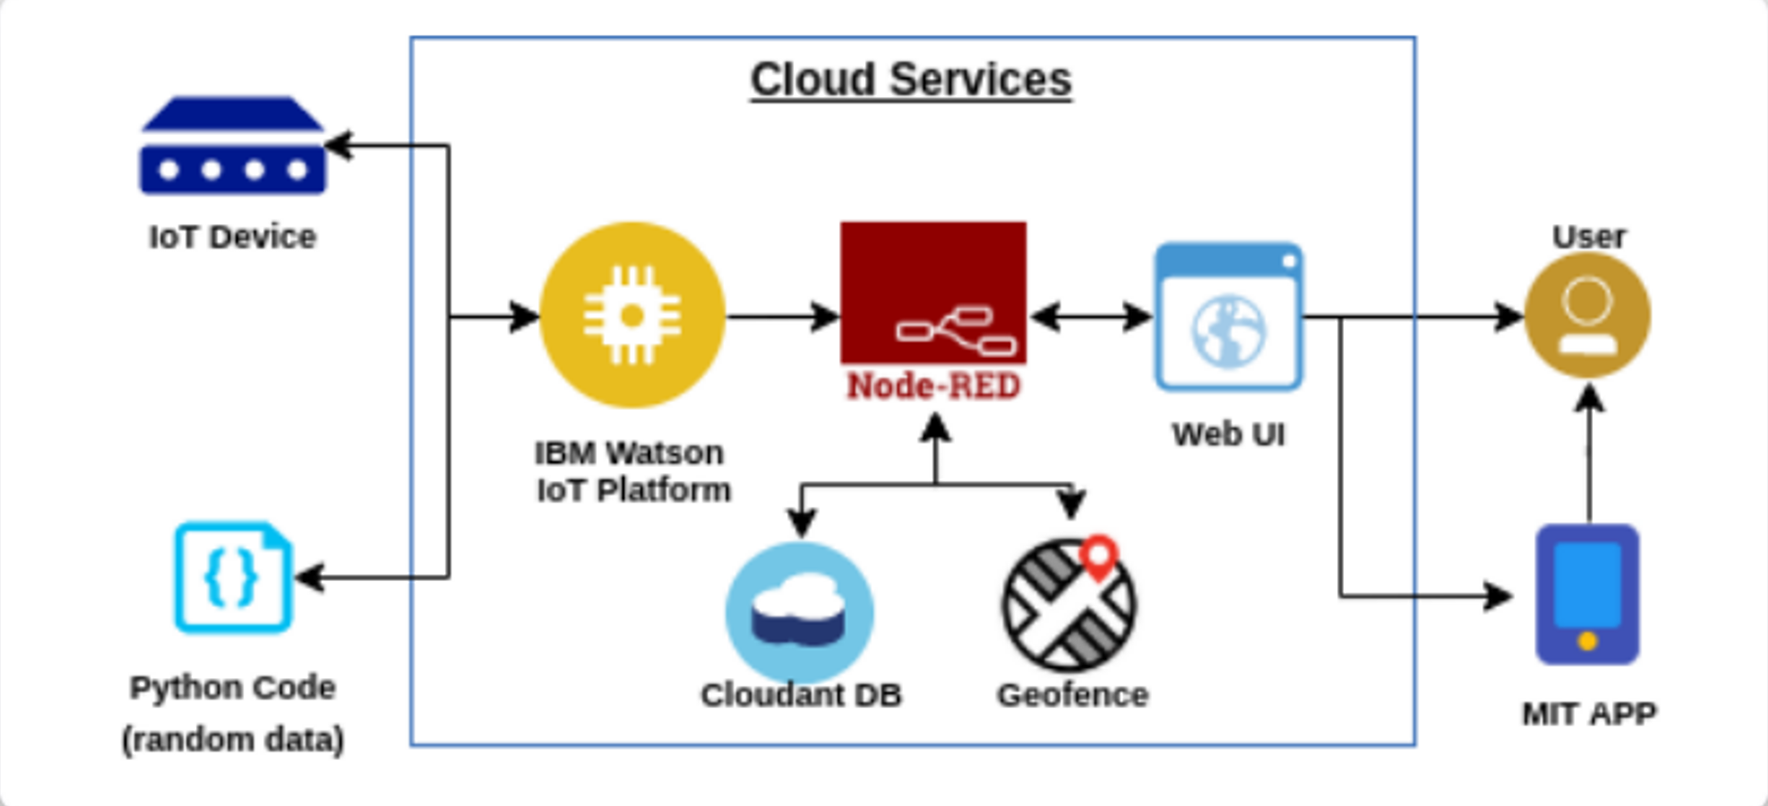 Cloud Services
IoT Device
User
Node-RED
Web UI
IBM Watson
IoT Platform
{}
Python Code
(random data)
Cloudant DB
Geofence
MIT APP